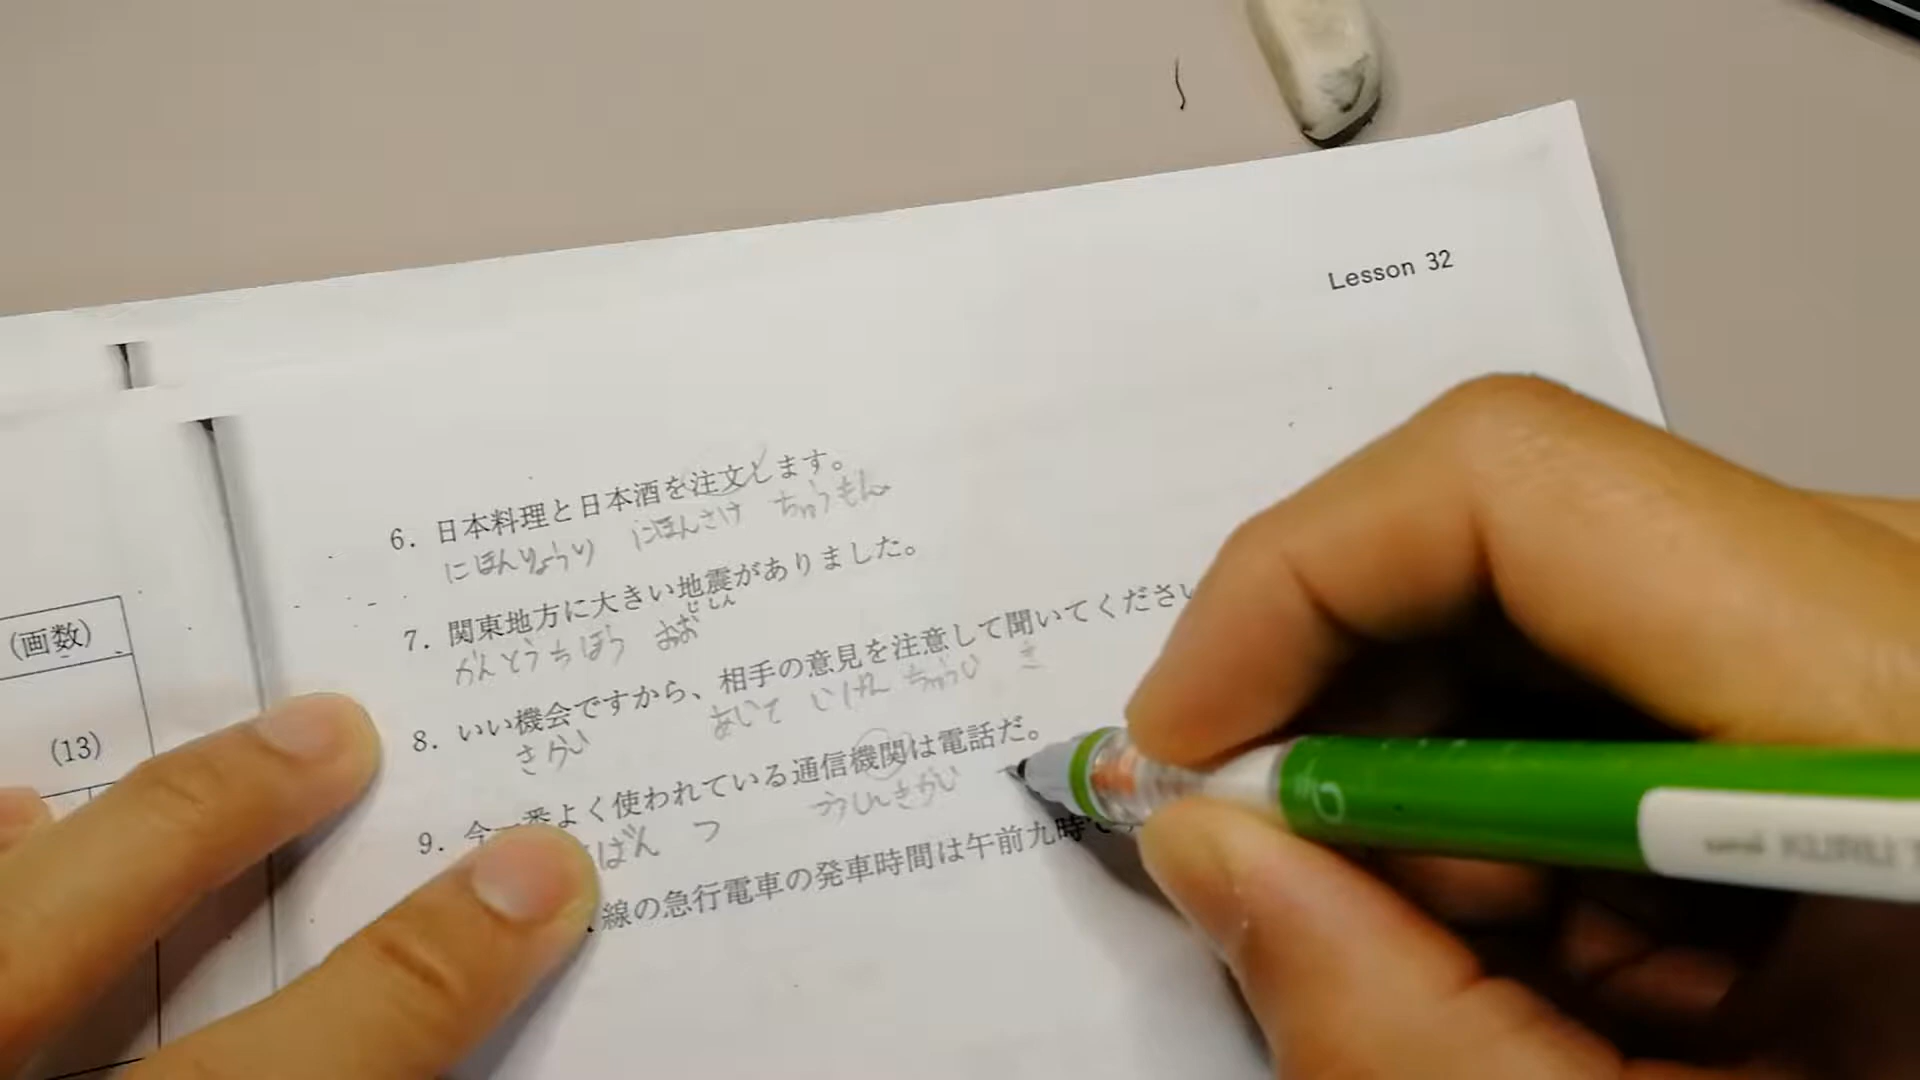 Lesson 32
6. 日本料理と日本酒を注文します。
にほんりょうり にほんさけ ちゅうもん
7. 関東地方に大きい地震がありました。
じしん
かんとうちほう おお
8. いい機会ですから、相手の意見を注意して聞いてくださ
きかい あいて いけん ちゅうい き
9. 今一番よく使われている通信機関は電話だ。
ばん つ つうしんきかい
線の急行電車の発車時間は午前九時
(画数)
(13)